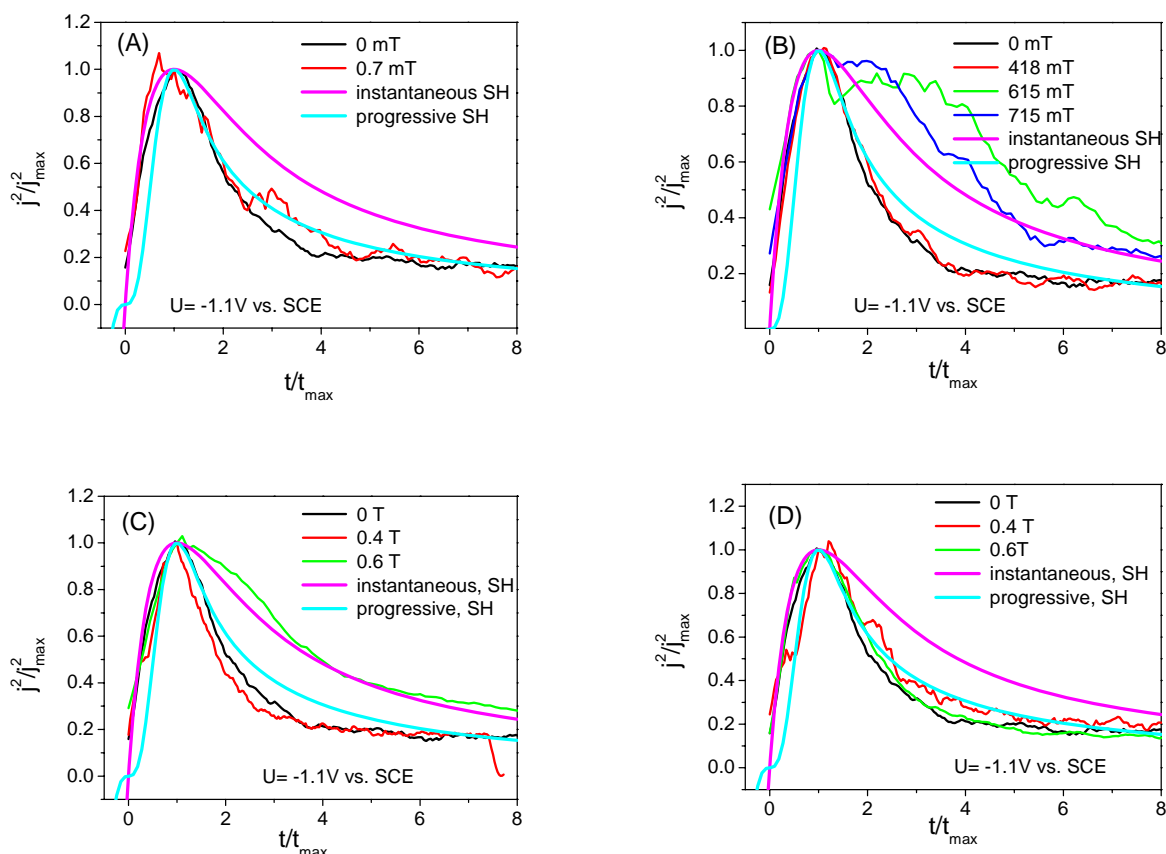 (A)
0 mT
0.7 mT
instantaneous SH
progressive SH
U= -1.1V vs. SCE
1.2
1.0
0.8
0.6
0.4
0.2
0.0
j²/j²max
0 2 4 6 8
t/tmax
(B)
0 mT
418 mT
615 mT
715 mT
instantaneous SH
progressive SH
U= -1.1V vs. SCE
1.0
0.8
0.6
0.4
0.2
j²/j²max
0 2 4 6 8
t/tmax
(C)
0 T
0.4 T
0.6 T
instantaneous, SH
progressive, SH
U= -1.1V vs. SCE
1.2
1.0
0.8
0.6
0.4
0.2
0.0
j²/j²max
0 2 4 6 8
t/tmax
(D)
0 T
0.4 T
0.6T
instantaneous, SH
progressive, SH
U= -1.1V vs. SCE
1.2
1.0
0.8
0.6
0.4
0.2
0.0
j²/j²max
0 2 4 6 8
t/tmax